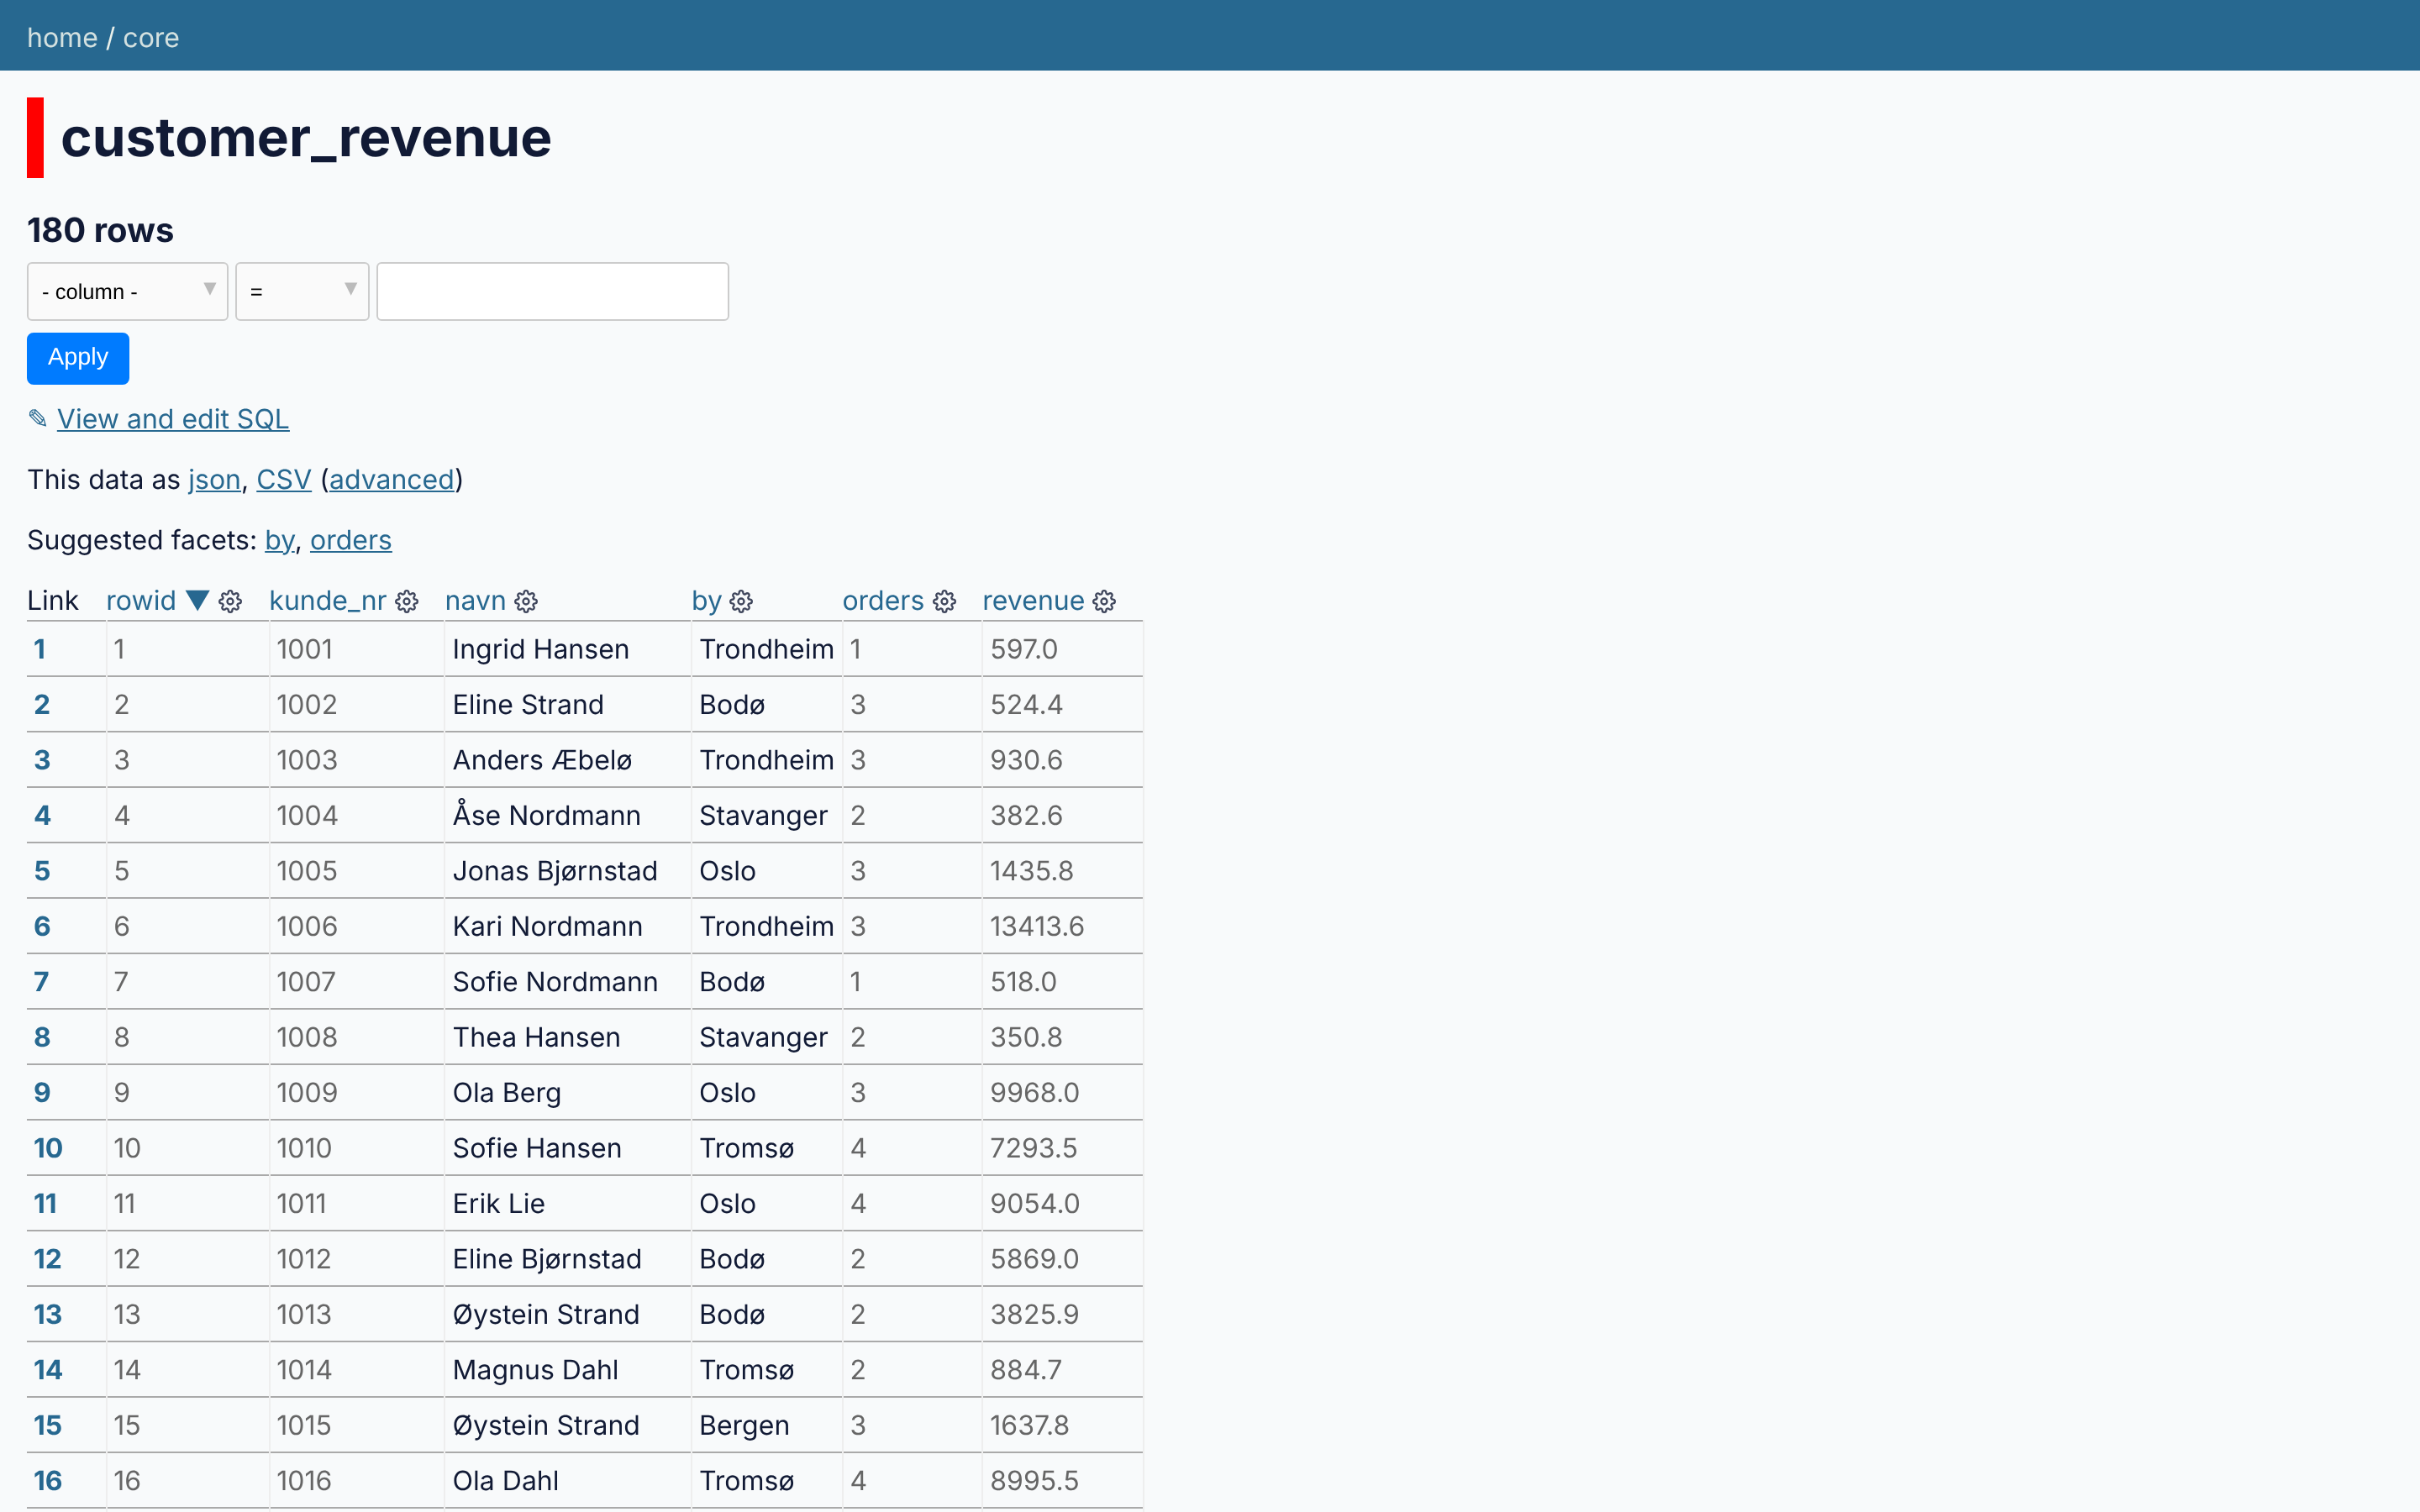 home / core
customer_revenue
180 rows
- column - ▼ = ▼
Apply
✎ View and edit SQL
This data as json, CSV (advanced)
Suggested facets: by, orders
Link rowid ▼ kunde_nr navn by orders revenue
1 1 1001 Ingrid Hansen Trondheim 1 597.0
2 2 1002 Eline Strand Bodø 3 524.4
3 3 1003 Anders Æbelø Trondheim 3 930.6
4 4 1004 Åse Nordmann Stavanger 2 382.6
5 5 1005 Jonas Bjørnstad Oslo 3 1435.8
6 6 1006 Kari Nordmann Trondheim 3 13413.6
7 7 1007 Sofie Nordmann Bodø 1 518.0
8 8 1008 Thea Hansen Stavanger 2 350.8
9 9 1009 Ola Berg Oslo 3 9968.0
10 10 1010 Sofie Hansen Tromsø 4 7293.5
11 11 1011 Erik Lie Oslo 4 9054.0
12 12 1012 Eline Bjørnstad Bodø 2 5869.0
13 13 1013 Øystein Strand Bodø 2 3825.9
14 14 1014 Magnus Dahl Tromsø 2 884.7
15 15 1015 Øystein Strand Bergen 3 1637.8
16 16 1016 Ola Dahl Tromsø 4 8995.5